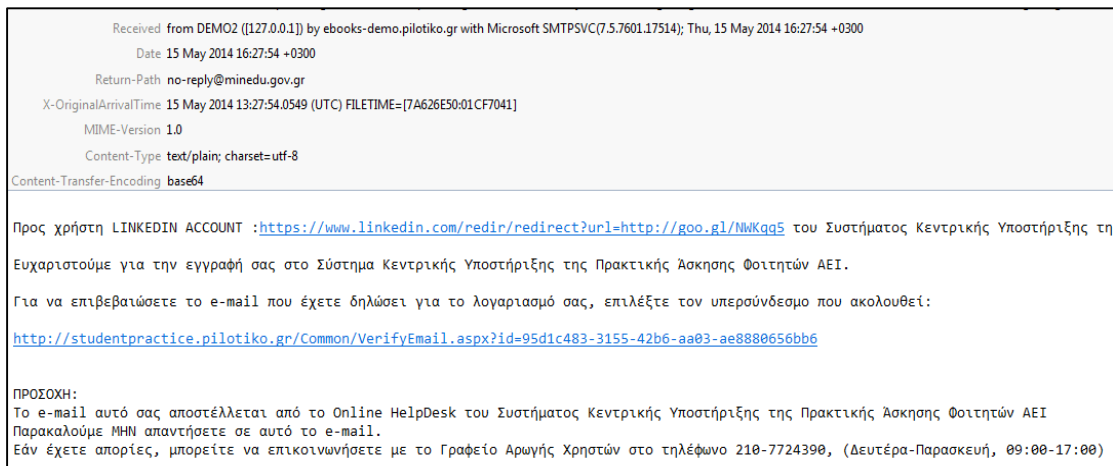 Received from DEMO2 ([127.0.0.1]) by ebooks-demo.pilotiko.gr with Microsoft SMTPSVC(7.5.7601.17514); Thu, 15 May 2014 16:27:54 +0300
Date 15 May 2014 16:27:54 +0300
Return-Path no-reply@minedu.gov.gr
X-OriginalArrivalTime 15 May 2014 13:27:54.0549 (UTC) FILETIME=[7A626E50:01CF7041]
MIME-Version 1.0
Content-Type text/plain; charset=utf-8
Content-Transfer-Encoding base64
Προς χρήστη LINKEDIN ACCOUNT :https://www.linkedin.com/redir/redirect?url=http://goo.gl/NWKqq5 του Συστήματος Κεντρικής Υποστήριξης τη
Ευχαριστούμε για την εγγραφή σας στο Σύστημα Κεντρικής Υποστήριξης της Πρακτικής Άσκησης Φοιτητών ΑΕΙ.
Για να επιβεβαιώσετε το e-mail που έχετε δηλώσει για το λογαριασμό σας, επιλέξτε τον υπερσύνδεσμο που ακολουθεί:
http://studentpractice.pilotiko.gr/Common/VerifyEmail.aspx?id=95d1c483-3155-42b6-aa03-ae8880656bb6
ΠΡΟΣΟΧΗ:
Το e-mail αυτό σας αποστέλλεται από το Online HelpDesk του Συστήματος Κεντρικής Υποστήριξης της Πρακτικής Άσκησης Φοιτητών ΑΕΙ
Παρακαλούμε ΜΗΝ απαντήσετε σε αυτό το e-mail.
Εάν έχετε απορίες, μπορείτε να επικοινωνήσετε με το Γραφείο Αρωγής Χρηστών στο τηλέφωνο 210-7724390, (Δευτέρα-Παρασκευή, 09:00-17:00)